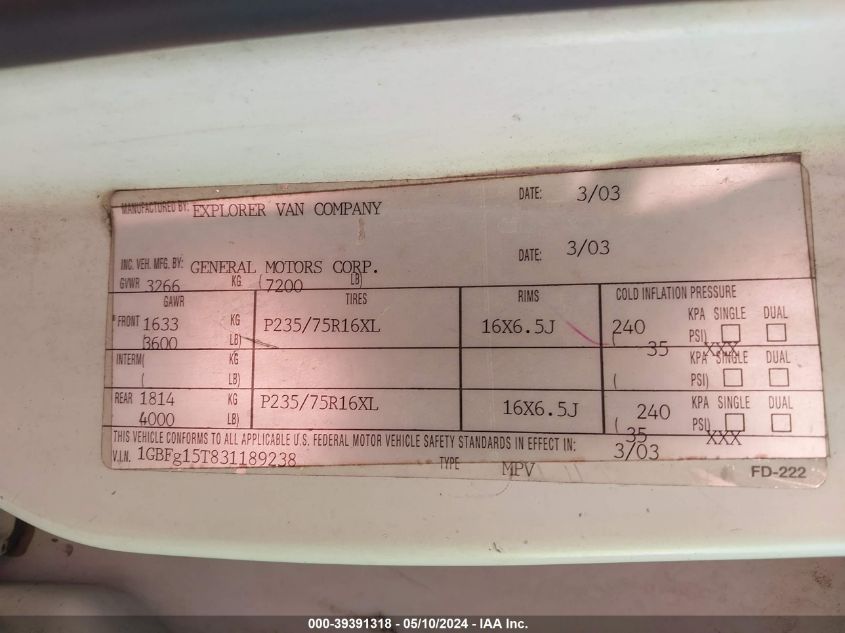 MANUFACTURED BY: EXPLORER VAN COMPANY DATE: 3/03
INC. VEH. MFG. BY: GENERAL MOTORS CORP. DATE: 3/03
GVWR 3266 KG ( 7200 LB)
GAWR TIRES RIMS COLD INFLATION PRESSURE
FRONT 1633 KG P235/75R16XL 16X6.5J 240 KPA SINGLE DUAL
(3600 LB) ( 35 PSI) XXX
INTERM( KG KPA SINGLE DUAL
( LB) ( PSI)
REAR 1814 KG P235/75R16XL 16X6.5J 240 KPA SINGLE DUAL
4000 LB) ( 35 PSI) XXX
THIS VEHICLE CONFORMS TO ALL APPLICABLE U.S. FEDERAL MOTOR VEHICLE SAFETY STANDARDS IN EFFECT IN: 3/03
V.I.N. 1GBFg15T831189238 TYPE MPV FD-222
000-39391318 - 05/10/2024 - IAA Inc.